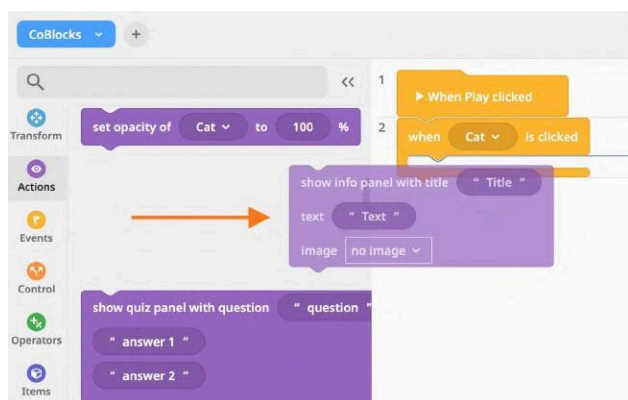 CoBlocks
+
Transform
Actions
Events
Control
Operators
Items
set opacity of Cat to 100 %
show quiz panel with question " question "
" answer 1 "
" answer 2 "
1
▶ When Play clicked
2
when Cat is clicked
show info panel with title " Title "
text " Text "
image no image